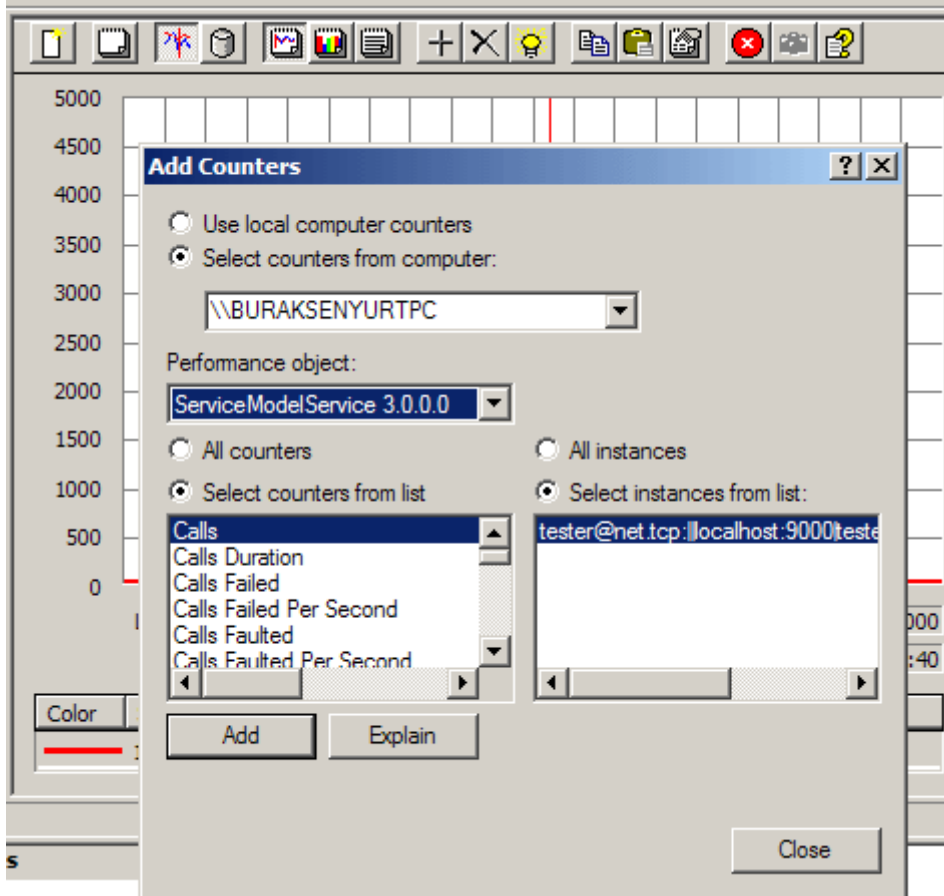 5000
4500
4000
3500
3000
2500
2000
1500
1000
500
0
Add Counters
Use local computer counters
Select counters from computer:
\\BURAKSENYURTPC
Performance object:
ServiceModelService 3.0.0.0
All counters
All instances
Select counters from list
Select instances from list:
Calls
Calls Duration
Calls Failed
Calls Failed Per Second
Calls Faulted
Calls Faulted Per Second
tester@net.tcp:||localhost:9000|teste
000
:40
Color
Add
Explain
Close
s